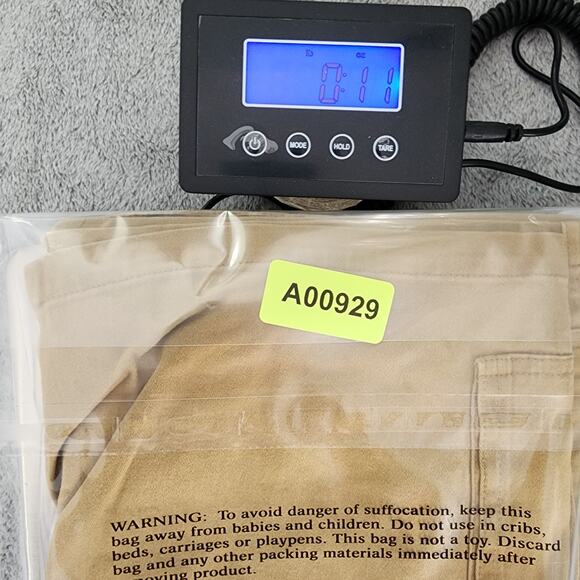 0:11
MODE
HOLD
TARE
A00929
WARNING: To avoid danger of suffocation, keep this
bag away from babies and children. Do not use in cribs,
beds, carriages or playpens. This bag is not a toy. Discard
bag and any other packing materials immediately after
product.